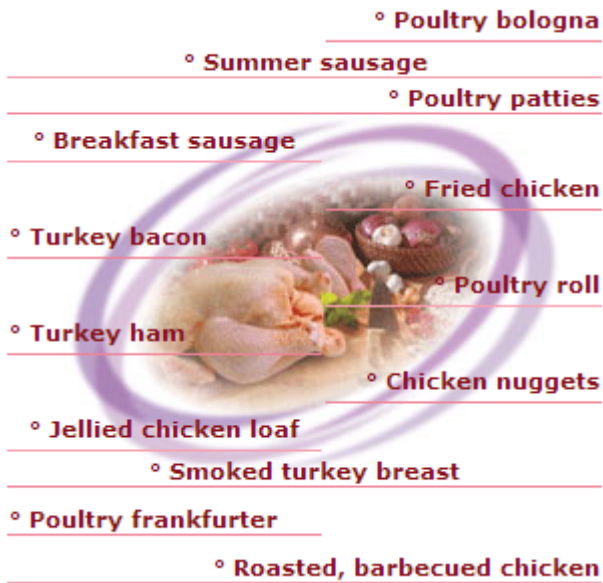 ° Poultry bologna
° Summer sausage
° Poultry patties
° Breakfast sausage
° Fried chicken
° Turkey bacon
° Poultry roll
° Turkey ham
° Chicken nuggets
° Jellied chicken loaf
° Smoked turkey breast
° Poultry frankfurter
° Roasted, barbecued chicken